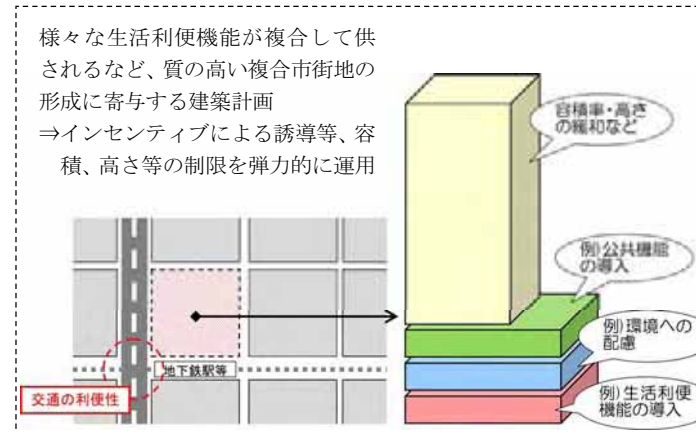 様々な生活利便機能が複合して供
されるなど、質の高い複合市街地の
形成に寄与する建築計画
⇒インセンティブによる誘導等、容
積、高さ等の制限を弾力的に運用
容積率・高さ
の緩和など
例)公共機能
の導入
例)環境への
配慮
例)生活利便
機能の導入
地下鉄駅等
交通の利便性